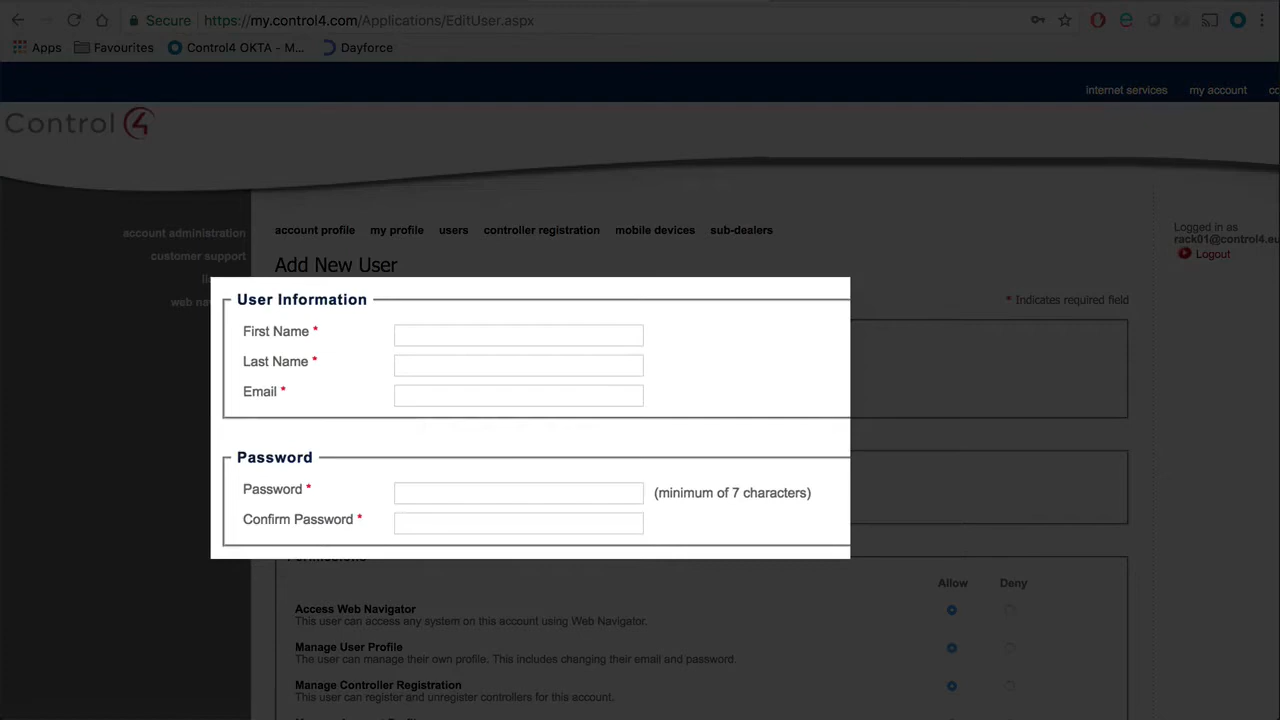 Secure https://my.control4.com/Applications/EditUser.aspx
Apps Favourites Control4 OKTA - M... Dayforce
internet services my account
Control 4
account administration
customer support
account profile my profile users controller registration mobile devices sub-dealers
Logged in as
rack01@control4.eu
Logout
Add New User
* Indicates required field
User Information
First Name *
Last Name *
Email *
Password
Password * (minimum of 7 characters)
Confirm Password *
Permissions
Allow Deny
Access Web Navigator
This user can access any system on this account using Web Navigator.
Manage User Profile
The user can manage their own profile. This includes changing their email and password.
Manage Controller Registration
This user can register and unregister controllers for this account.